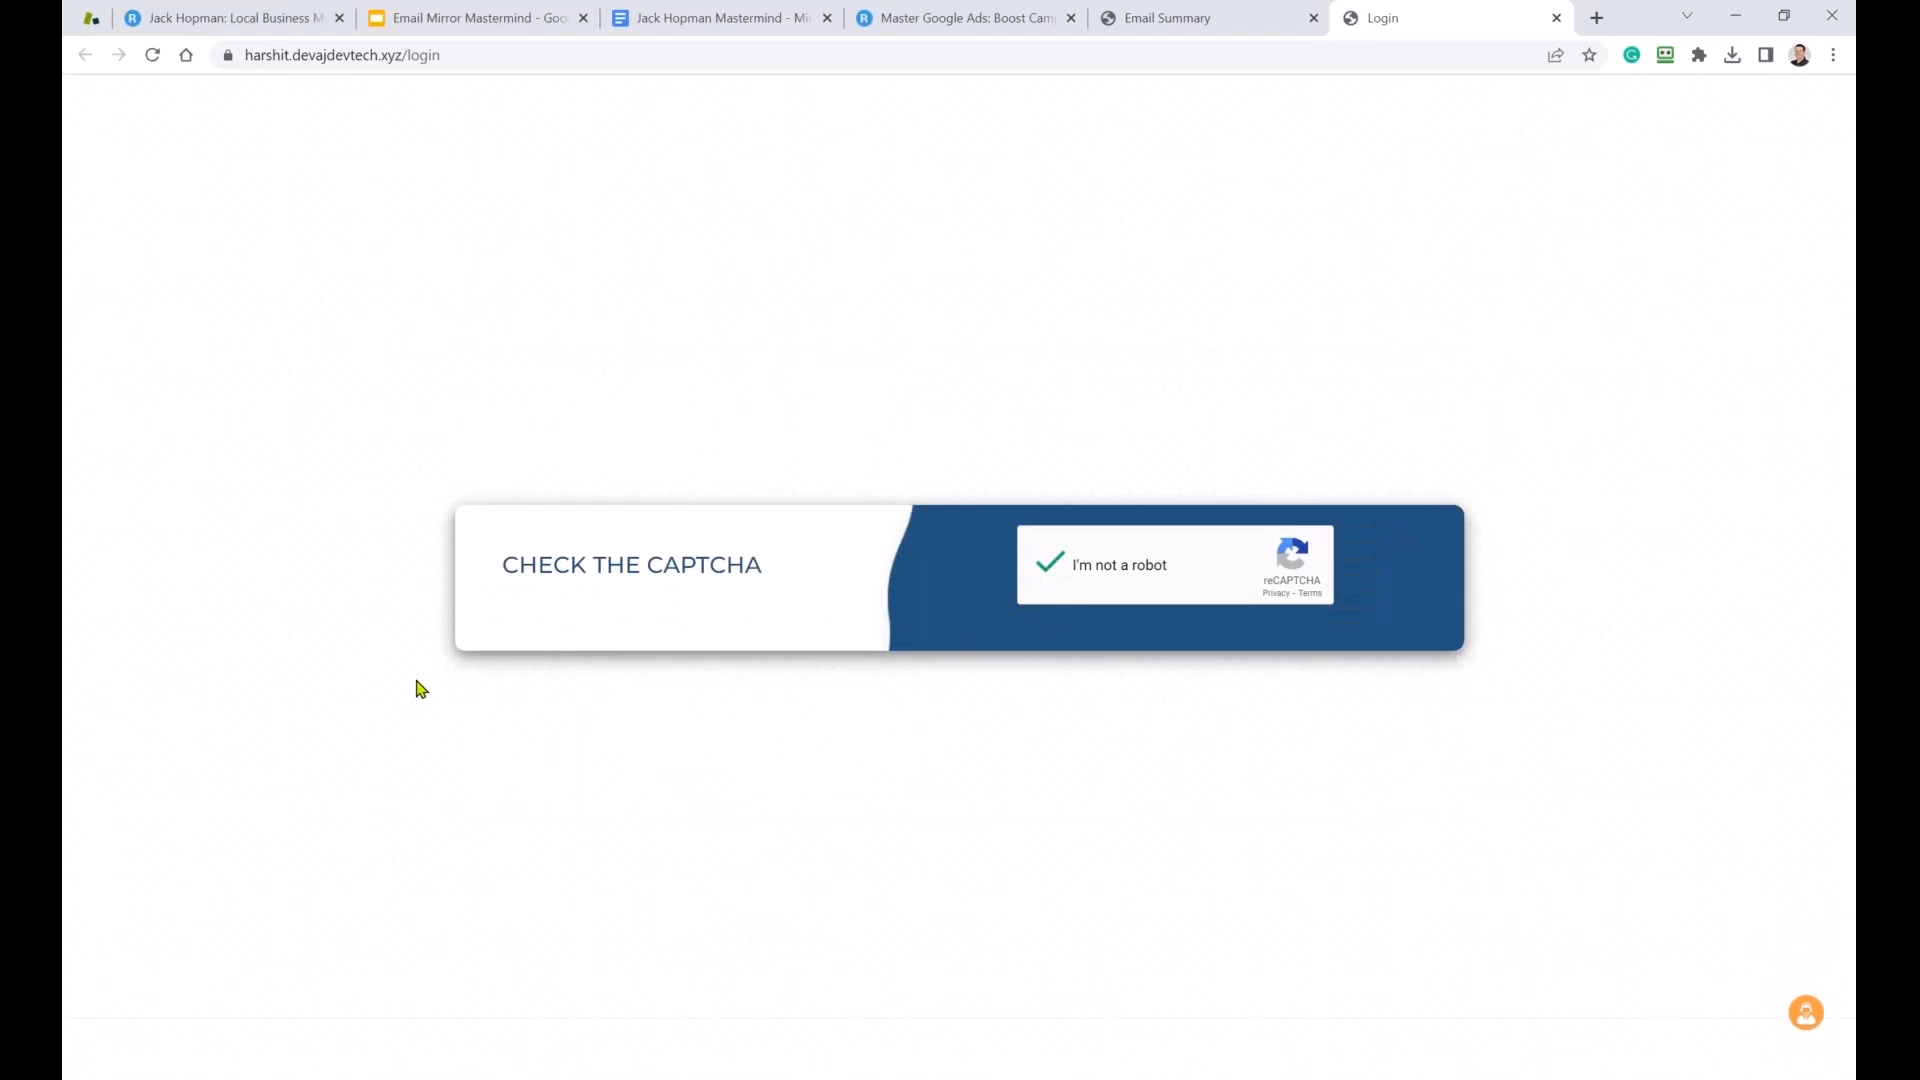 Jack Hopman: Local Business M
Email Mirror Mastermind - Goo
Jack Hopman Mastermind - Mi
Master Google Ads: Boost Cam
Email Summary
Login
harshit.devajdevtech.xyz/login
CHECK THE CAPTCHA
I'm not a robot
reCAPTCHA
Privacy - Terms